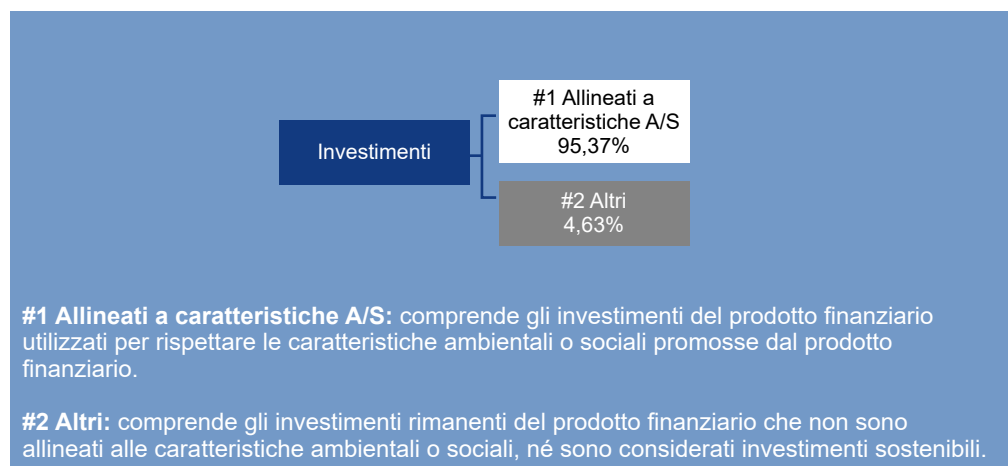 #1 Allineati a
caratteristiche A/S
95,37%
Investimenti
#2 Altri
4,63%
#1 Allineati a caratteristiche A/S: comprende gli investimenti del prodotto finanziario
utilizzati per rispettare le caratteristiche ambientali o sociali promosse dal prodotto
finanziario.
#2 Altri: comprende gli investimenti rimanenti del prodotto finanziario che non sono
allineati alle caratteristiche ambientali o sociali, né sono considerati investimenti sostenibili.